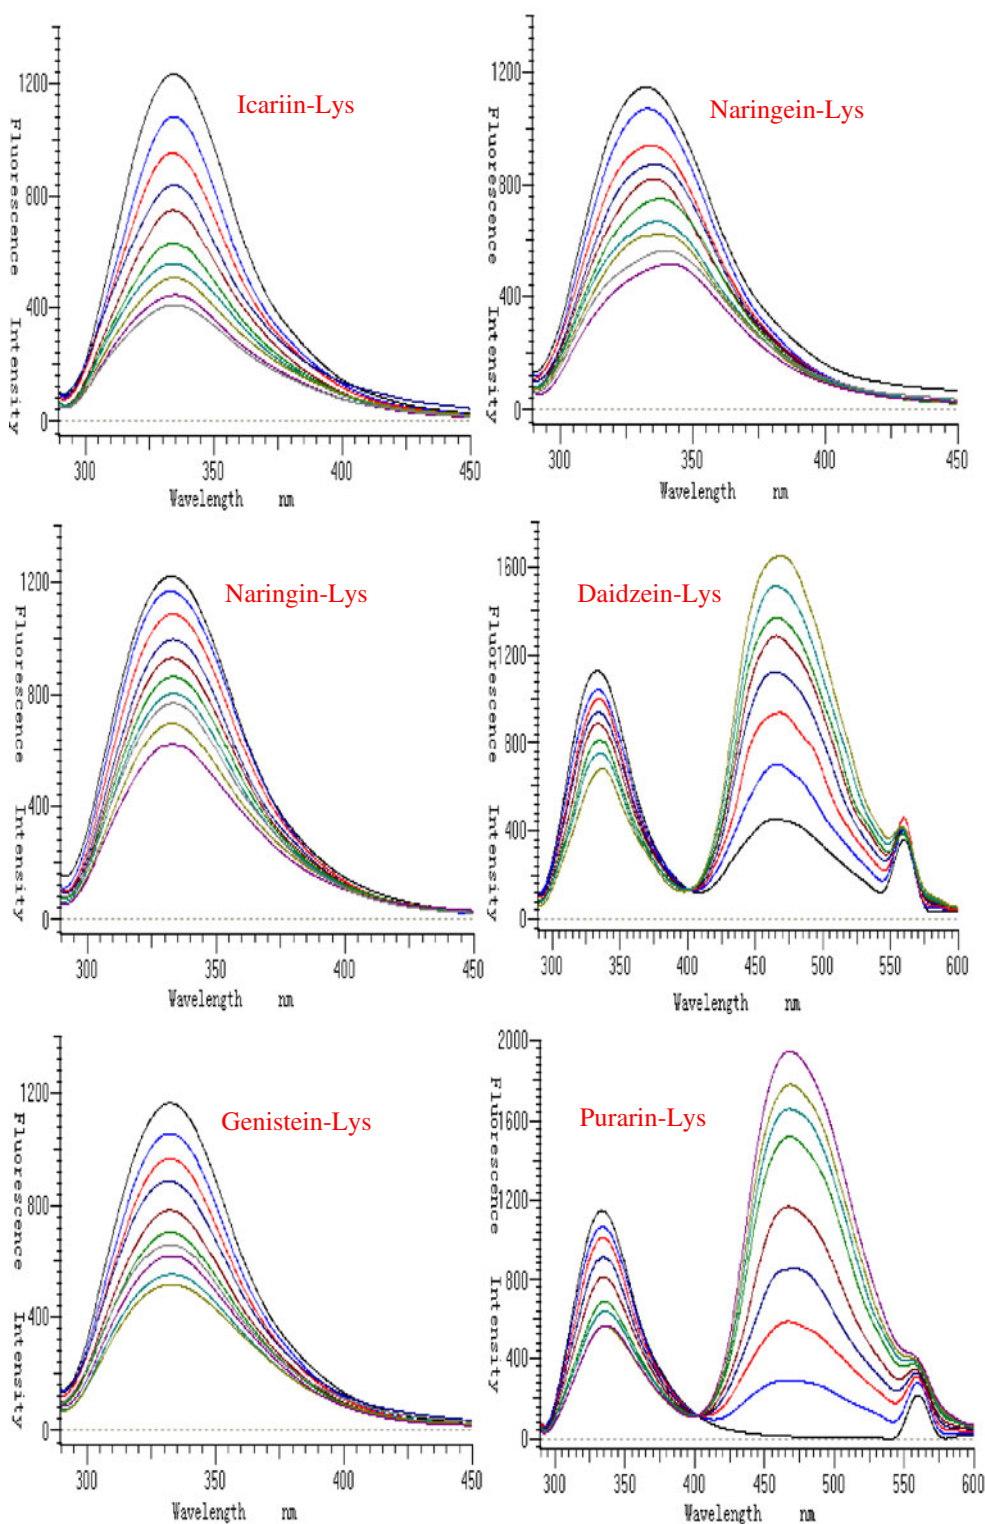 Icariin-Lys
Fluorescence Intensity
1200
800
400
0
300 350 400 450
Wavelength nm
Naringein-Lys
Fluorescence Intensity
1200
800
400
0
300 350 400 450
Wavelength nm
Naringin-Lys
Fluorescence Intensity
1200
800
400
0
300 350 400 450
Wavelength nm
Daidzein-Lys
Fluorescence Intensity
1600
1200
800
400
0
300 350 400 450 500 550 600
Wavelength nm
Genistein-Lys
Fluorescence Intensity
1200
800
400
0
300 350 400 450
Wavelength nm
Purarin-Lys
Fluorescence Intensity
2000
1600
1200
800
400
0
300 350 400 450 500 550 600
Wavelength nm